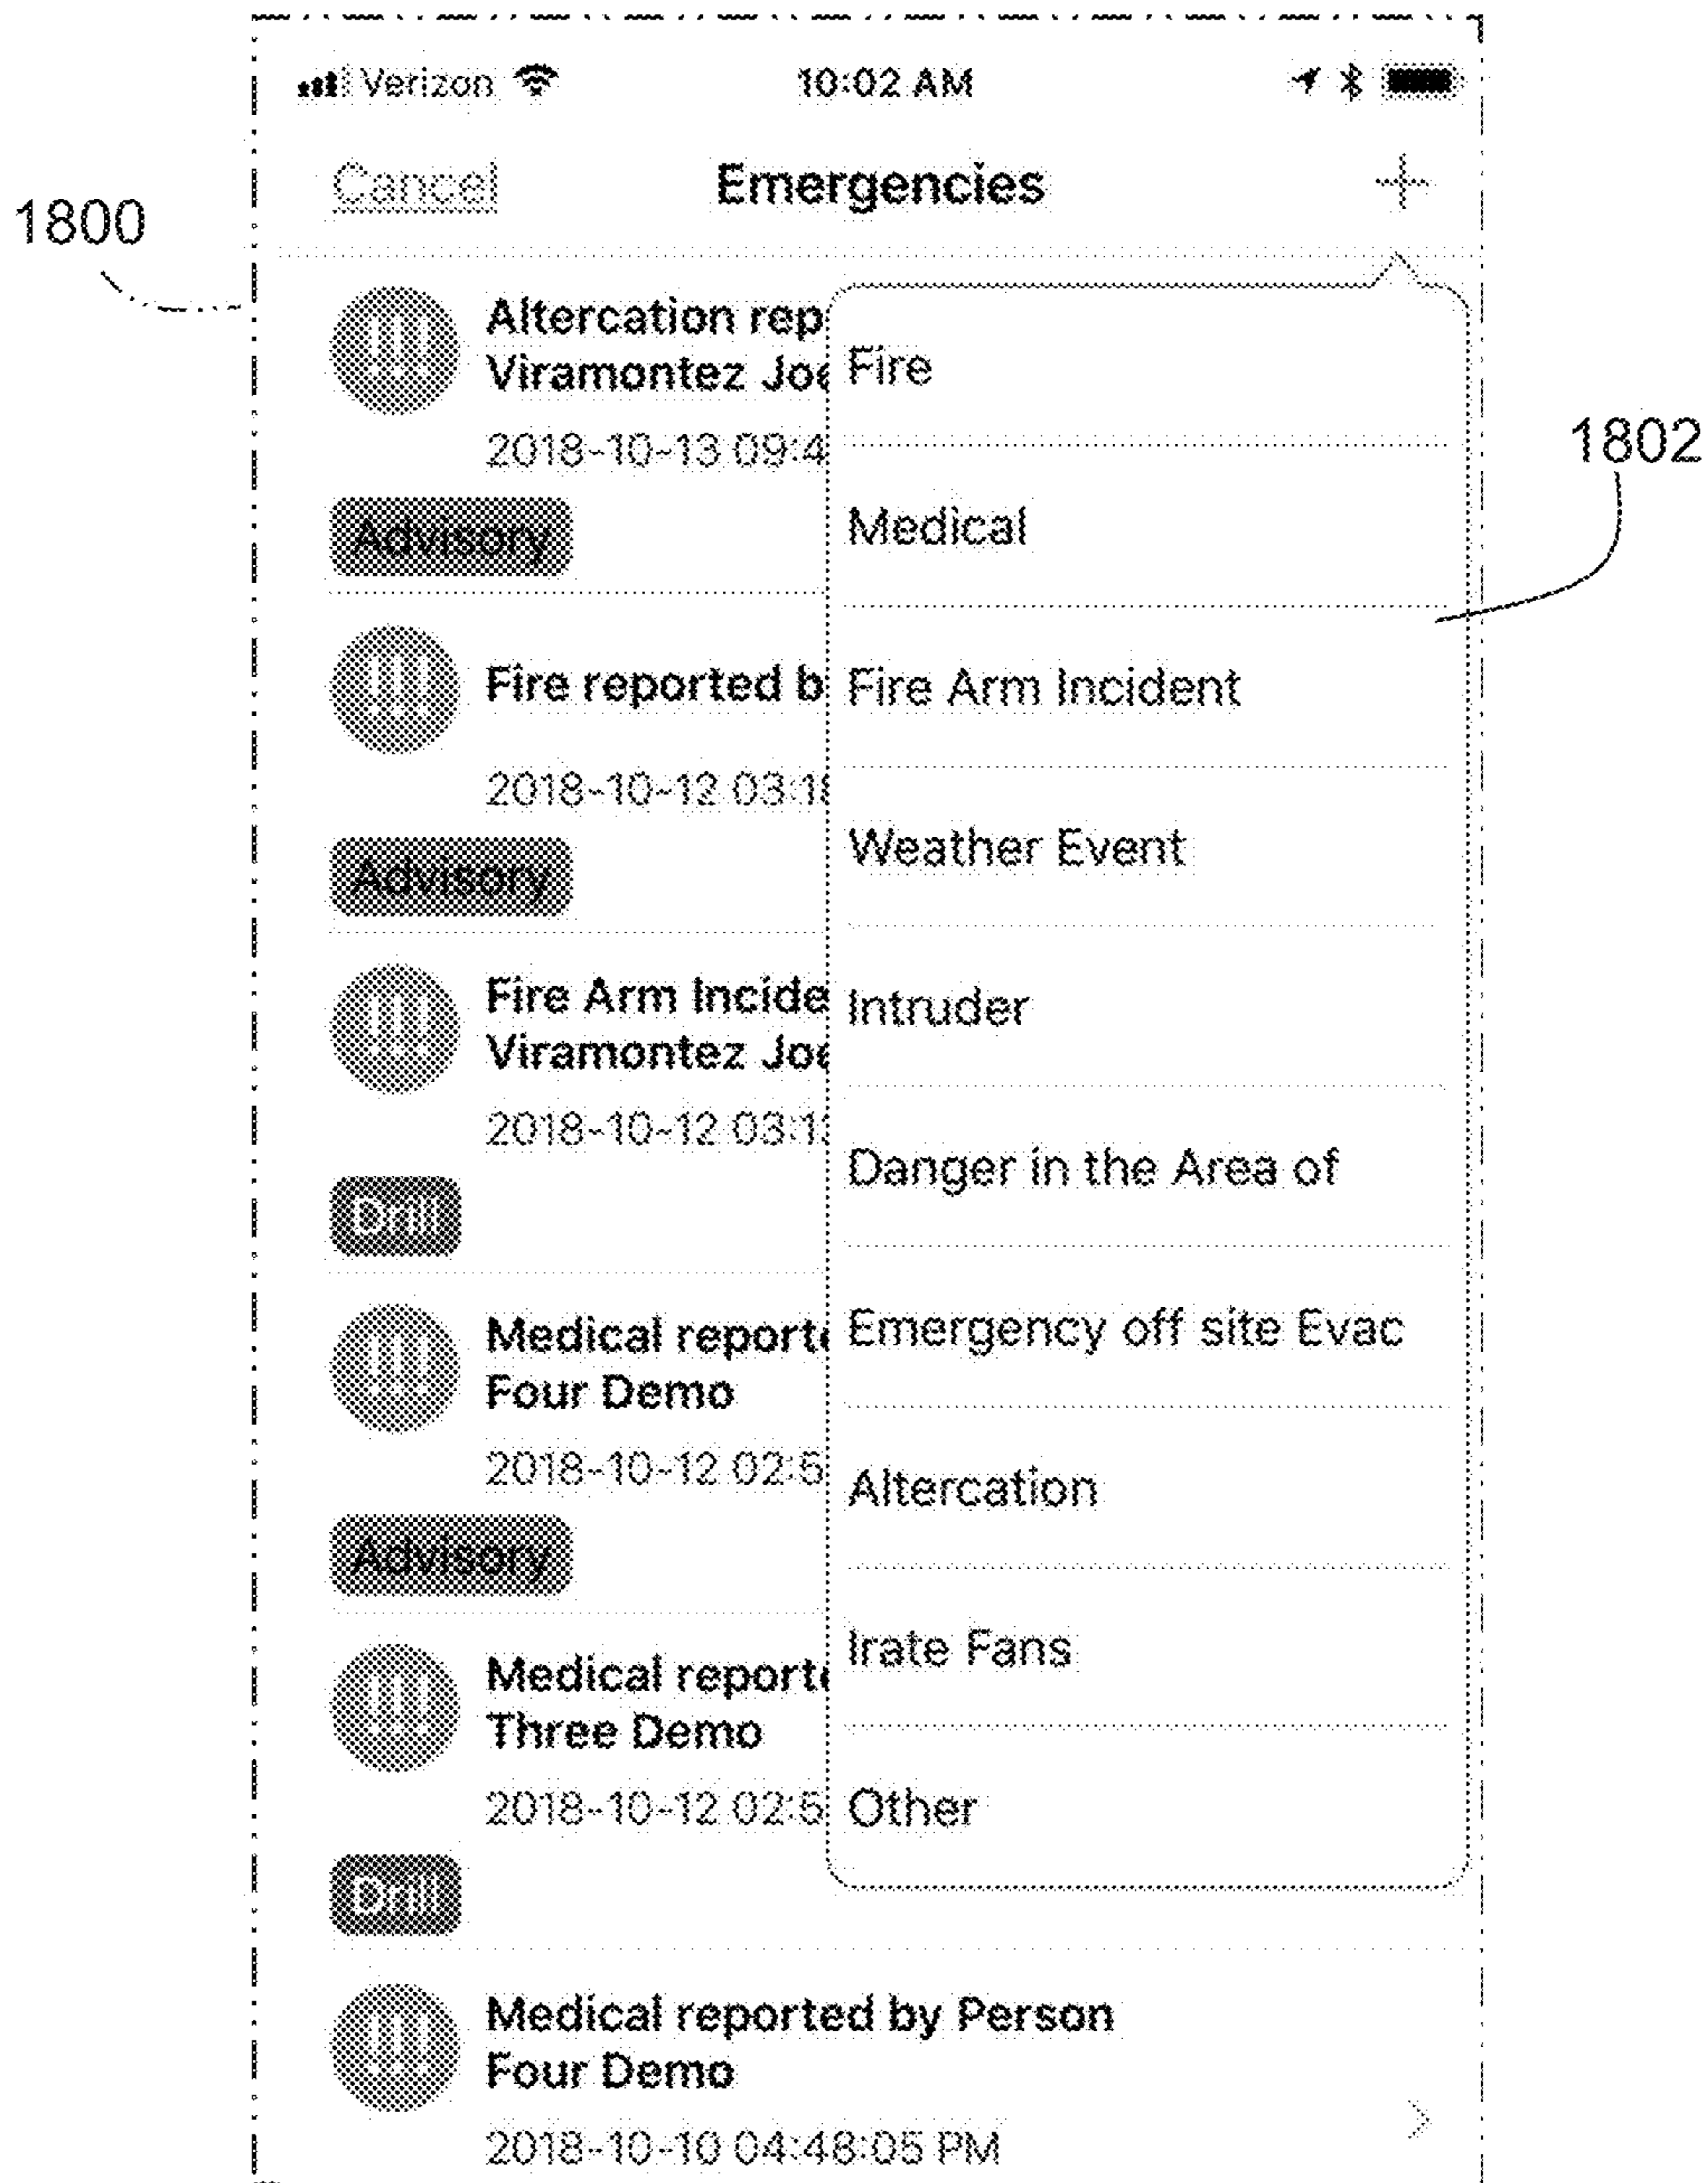 Verizon 10:02 AM
Cancel Emergencies +
1800
Altercation rep
Viramontez Joe
2018-10-13 09:4
Advisory
Fire reported b
2018-10-12 03:1
Advisory
Fire Arm Incide
Viramontez Joe
2018-10-12 03:1
Drill
Medical reporte
Four Demo
2018-10-12 02:5
Advisory
Medical reporte
Three Demo
2018-10-12 02:5
Drill
Medical reported by Person
Four Demo
2018-10-10 04:48:05 PM
Fire
Medical
Fire Arm Incident
Weather Event
Intruder
Danger in the Area of
Emergency off site Evac
Altercation
Irate Fans
Other
1802